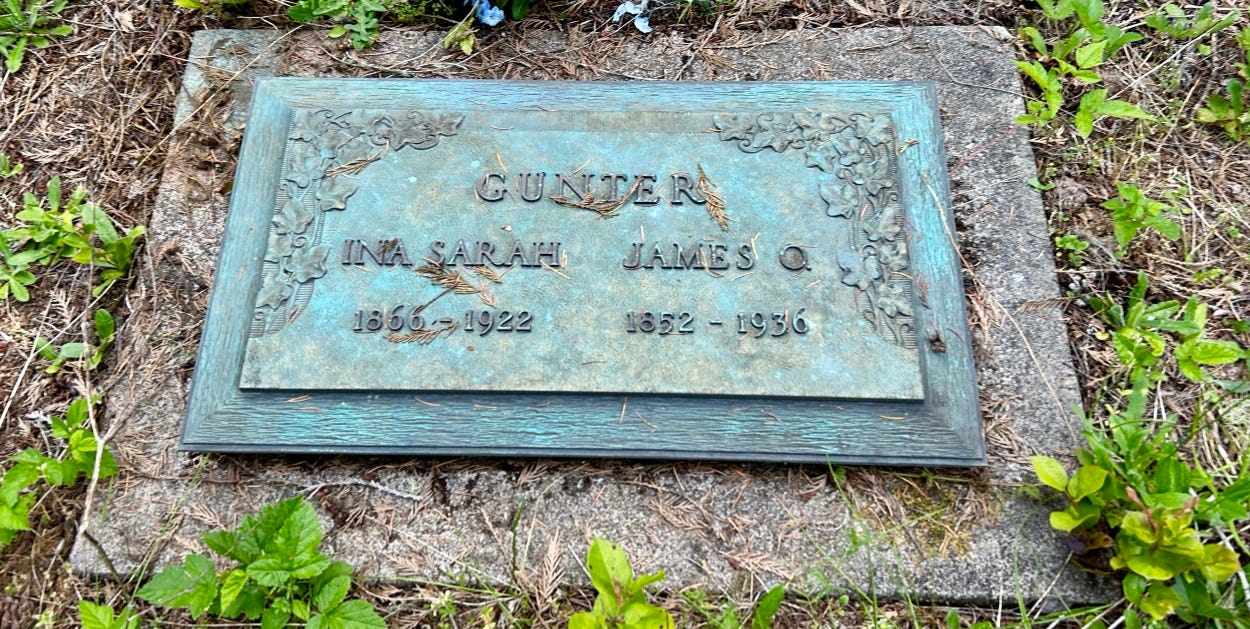 GUNTER
INA SARAH JAMES O.
1866 - 1922 1852 - 1936